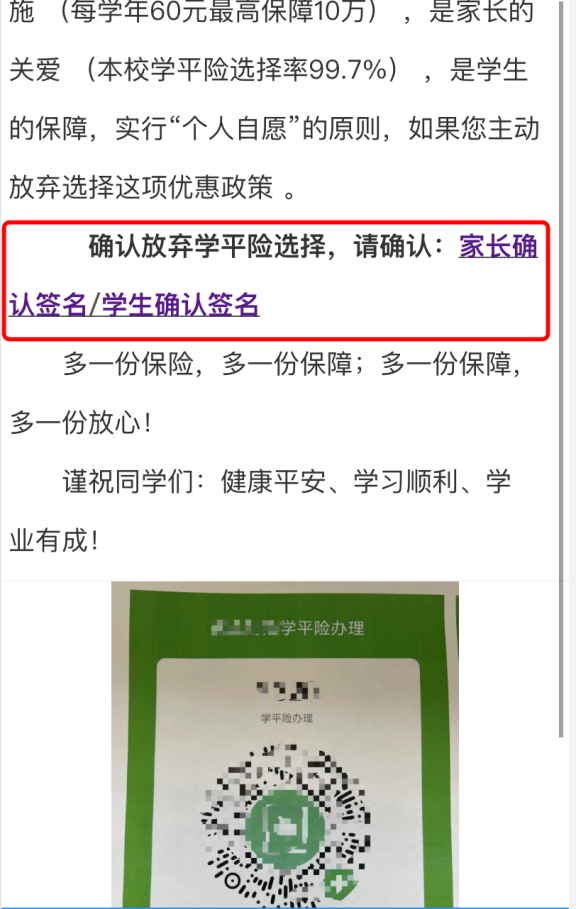 施 （每学年60元最高保障10万） ，是家长的
关爱 （本校学平险选择率99.7%） ，是学生
的保障，实行“个人自愿”的原则，如果您主动
放弃选择这项优惠政策 。
确认放弃学平险选择，请确认：家长确
认签名/学生确认签名
多一份保险，多一份保障；多一份保障，
多一份放心！
谨祝同学们：健康平安、学习顺利、学
业有成！
学平险办理
学平险办理